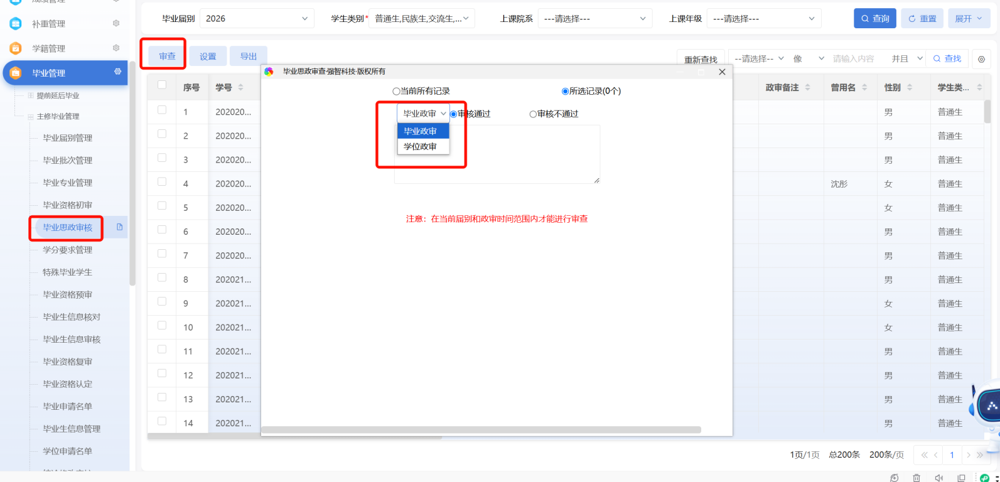 毕业届别 2026 学生类别* 普通生,民族生,交流生,... 上课院系 ---请选择--- 上课年级 ---请选择--- 查询 重置 展开
补重管理
学籍管理
毕业管理
提前延后毕业
主修毕业管理
毕业届别管理
毕业批次管理
毕业专业管理
毕业资格初审
毕业思政审核
学分要求管理
特殊毕业学生
毕业资格预审
毕业生信息核对
毕业生信息审核
毕业资格复审
毕业资格认定
毕业申请名单
毕业生信息管理
学位申请名单
审查 设置 导出
重新查找 --请选择-- 像 请输入内容 并且 查找
序号 学号 政审备注 曾用名 性别 学生类...
1 202020... 男 普通生
2 202020... 男 普通生
3 202020... 男 普通生
4 202020... 沈彤 女 普通生
5 202020... 女 普通生
6 202020... 男 普通生
7 202020... 男 普通生
8 202021... 男 普通生
9 202021... 女 普通生
10 202021... 女 普通生
11 202021... 男 普通生
12 202021... 男 普通生
13 202021... 男 普通生
14 202021... 男 普通生
毕业思政审查·强智科技·版权所有
当前所有记录 所选记录(0个)
毕业政审 审核通过 审核不通过
毕业政审
学位政审
注意：在当前届别和政审时间范围内才能进行审查
1页/1页 总200条 200条/页 1